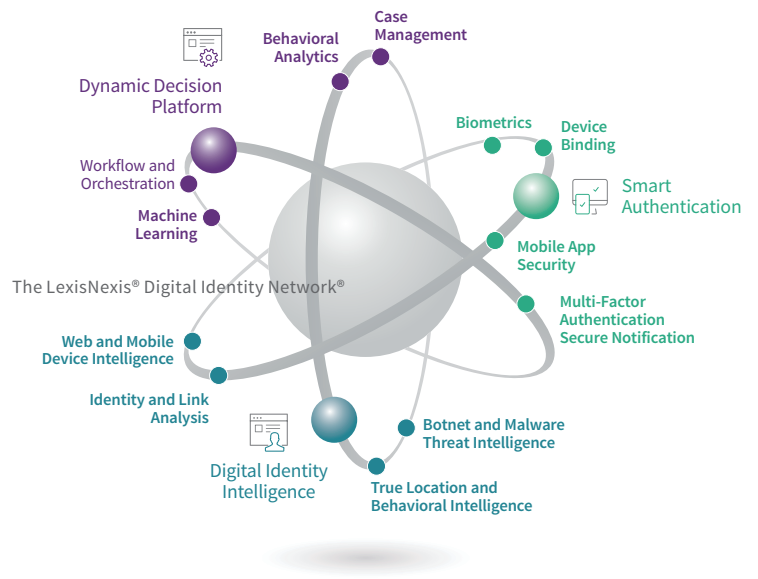 Case
Management
Behavioral
Analytics
Dynamic Decision
Platform
Workflow and
Orchestration
Machine
Learning
Biometrics
Device
Binding
Smart
Authentication
Mobile App
Security
Multi-Factor
Authentication
Secure Notification
The LexisNexis® Digital Identity Network®
Web and Mobile
Device Intelligence
Identity and Link
Analysis
Digital Identity
Intelligence
Botnet and Malware
Threat Intelligence
True Location and
Behavioral Intelligence